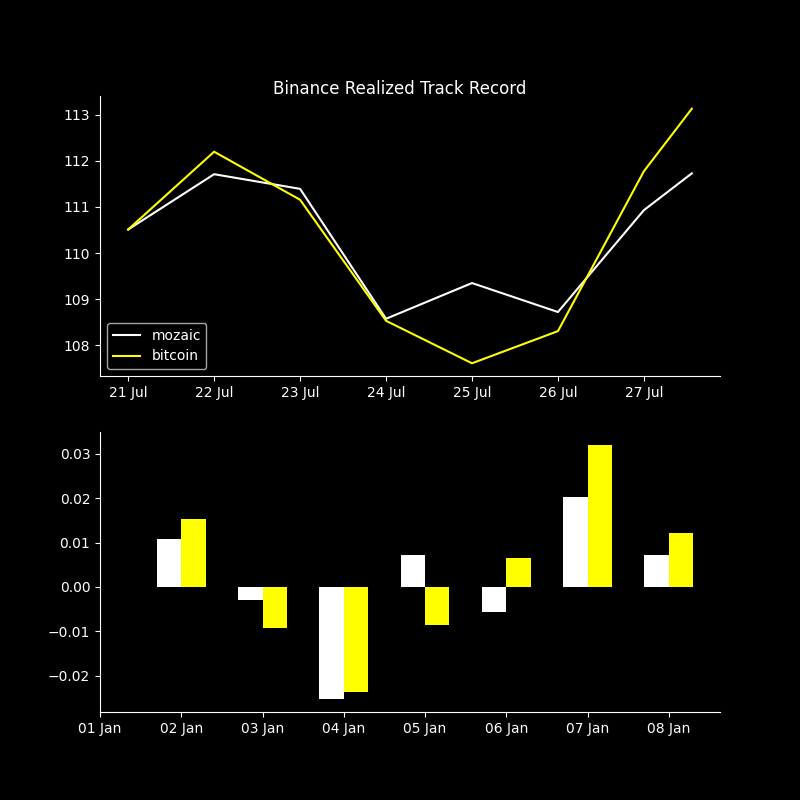 Binance Realized Track Record
113
112
111
110
109
108
mozaic
bitcoin
21 Jul 22 Jul 23 Jul 24 Jul 25 Jul 26 Jul 27 Jul
0.03
0.02
0.01
0.00
−0.01
−0.02
01 Jan 02 Jan 03 Jan 04 Jan 05 Jan 06 Jan 07 Jan 08 Jan